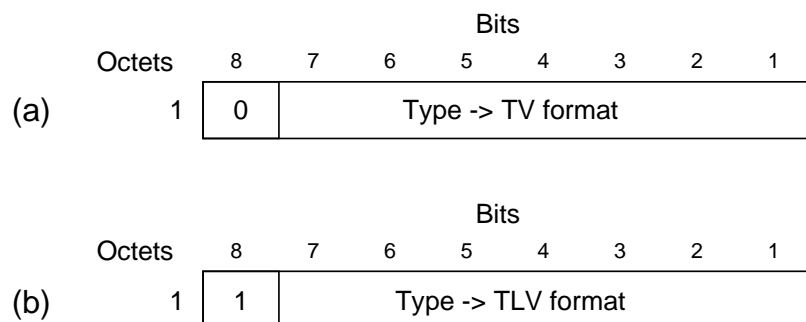 Bits
Octets 8 7 6 5 4 3 2 1
(a) 1 0 Type -> TV format
Bits
Octets 8 7 6 5 4 3 2 1
(b) 1 1 Type -> TLV format